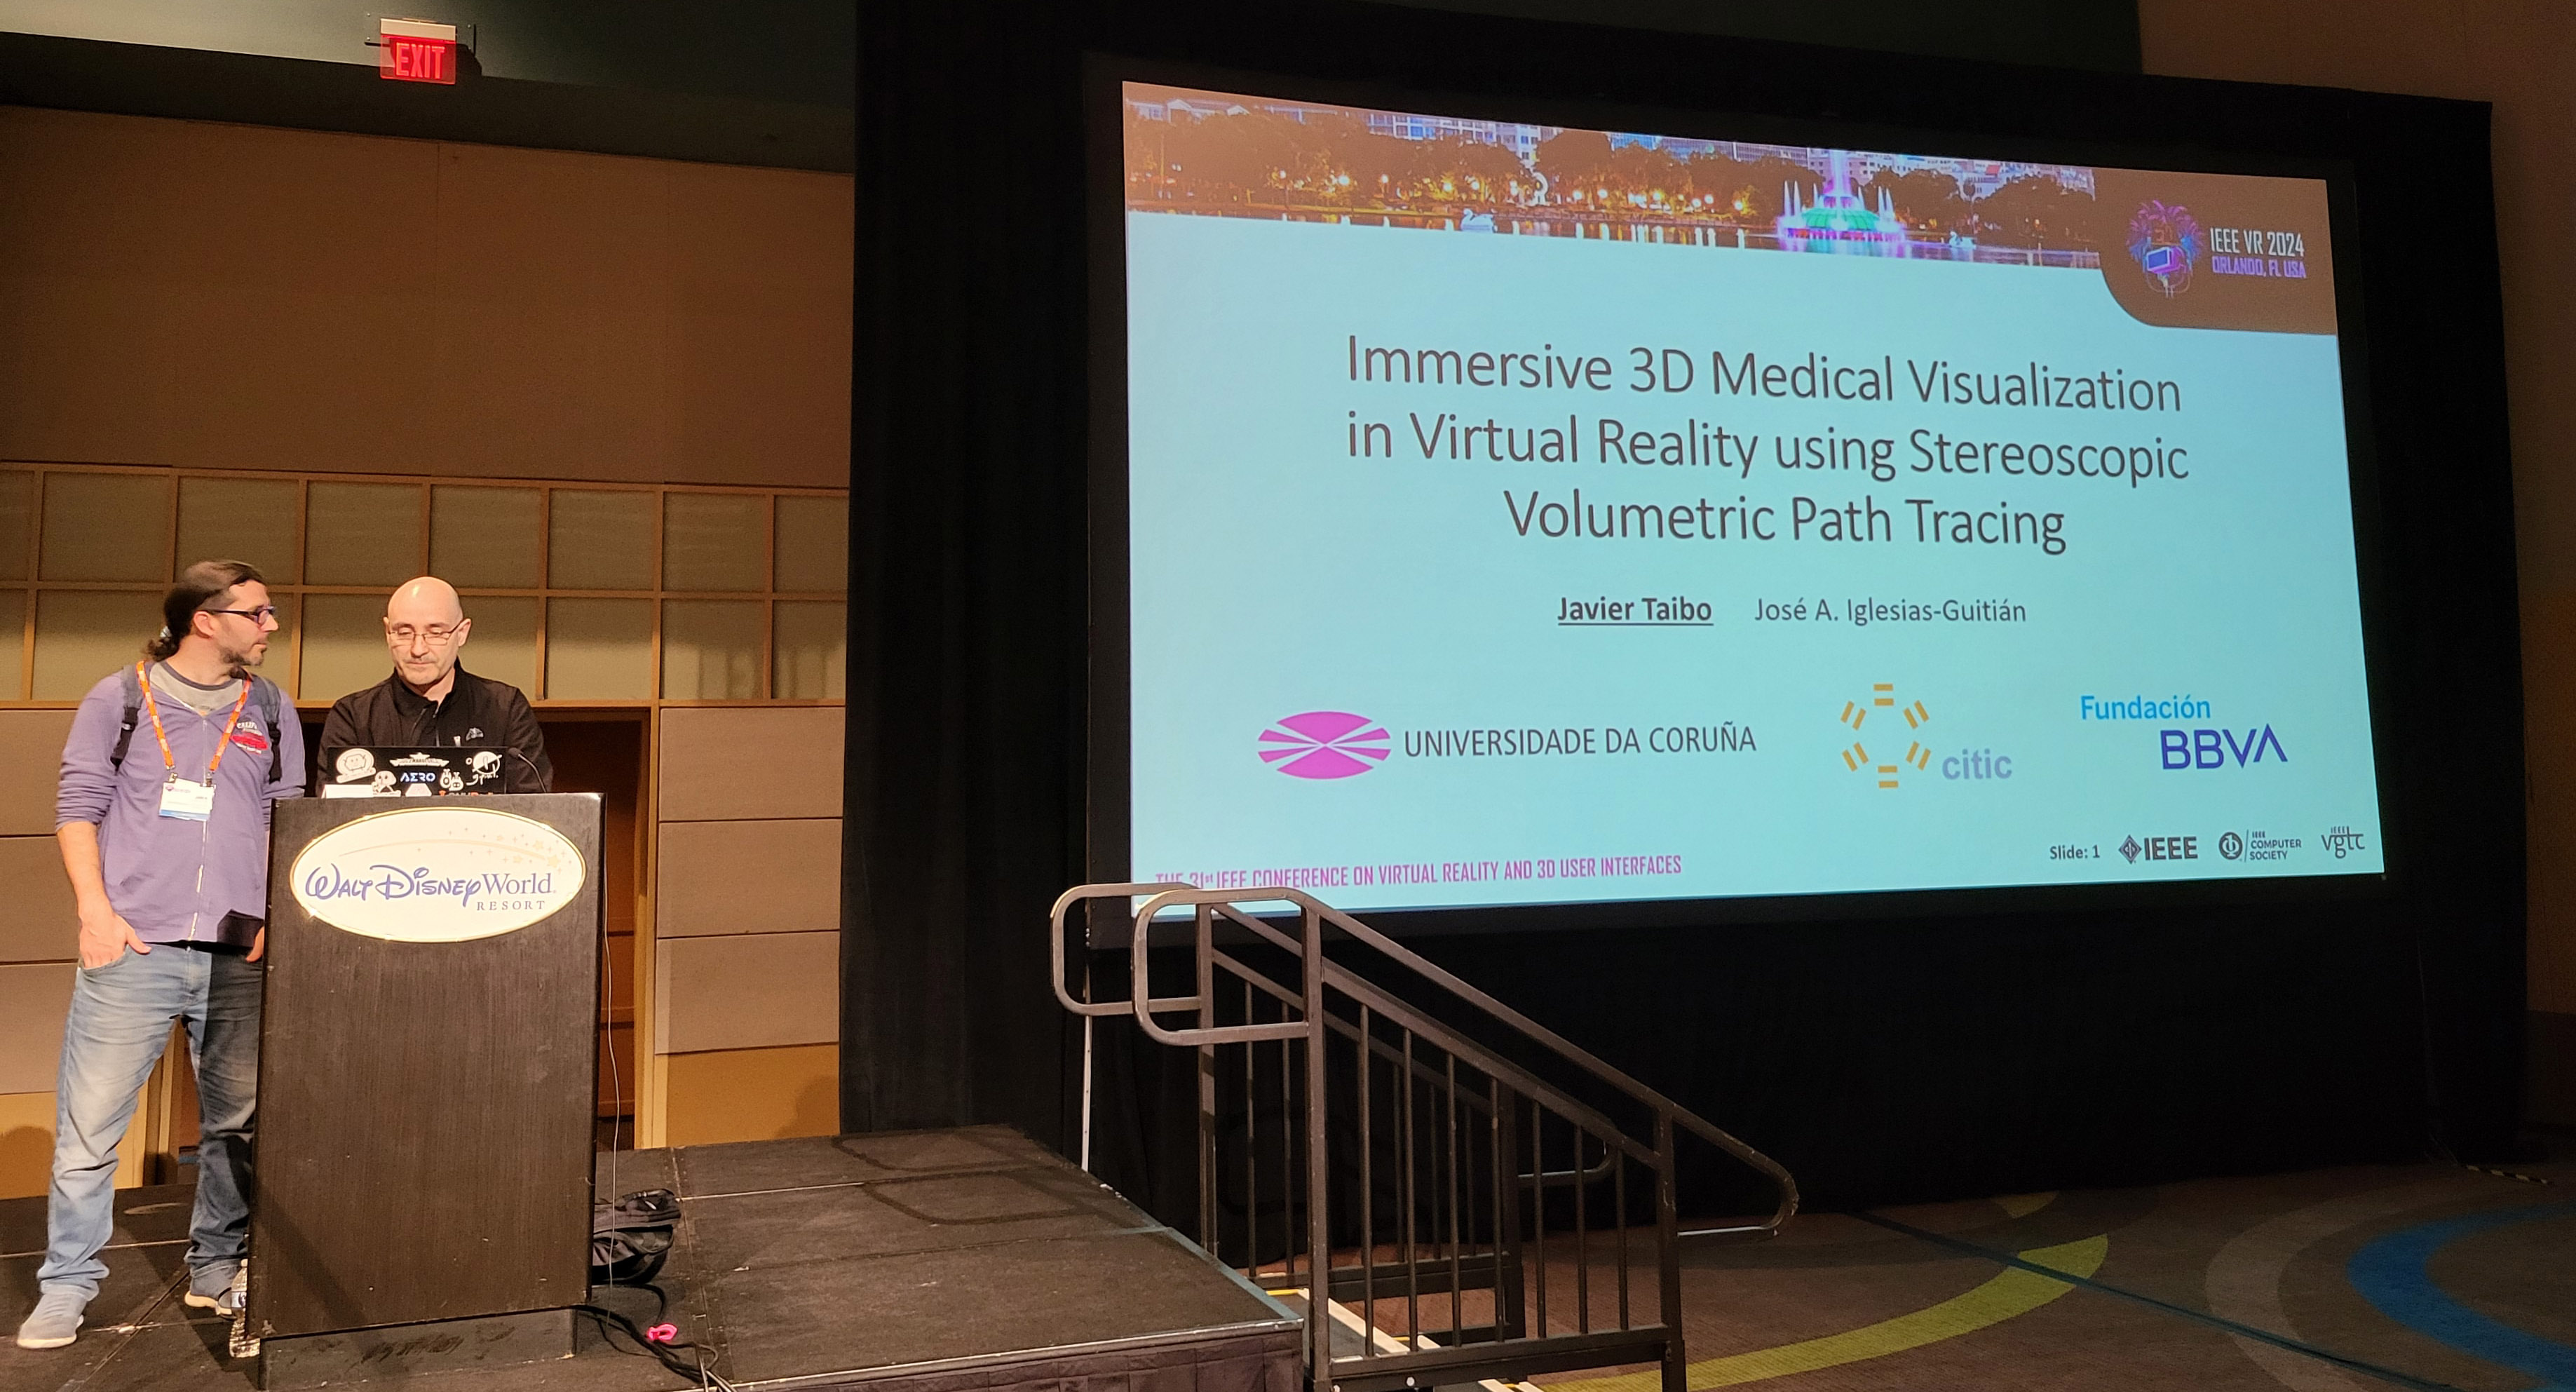 EXIT
IEEE VR 2024
ORLANDO, FL USA
Immersive 3D Medical Visualization
in Virtual Reality using Stereoscopic
Volumetric Path Tracing
Javier Taibo José A. Iglesias-Guitián
UNIVERSIDADE DA CORUÑA
citic
Fundación
BBVA
Slide: 1
IEEE
IEEE
COMPUTER
SOCIETY
IEEE
vgtc
THE 31st IEEE CONFERENCE ON VIRTUAL REALITY AND 3D USER INTERFACES
AERO
WALT DISNEY World
RESORT